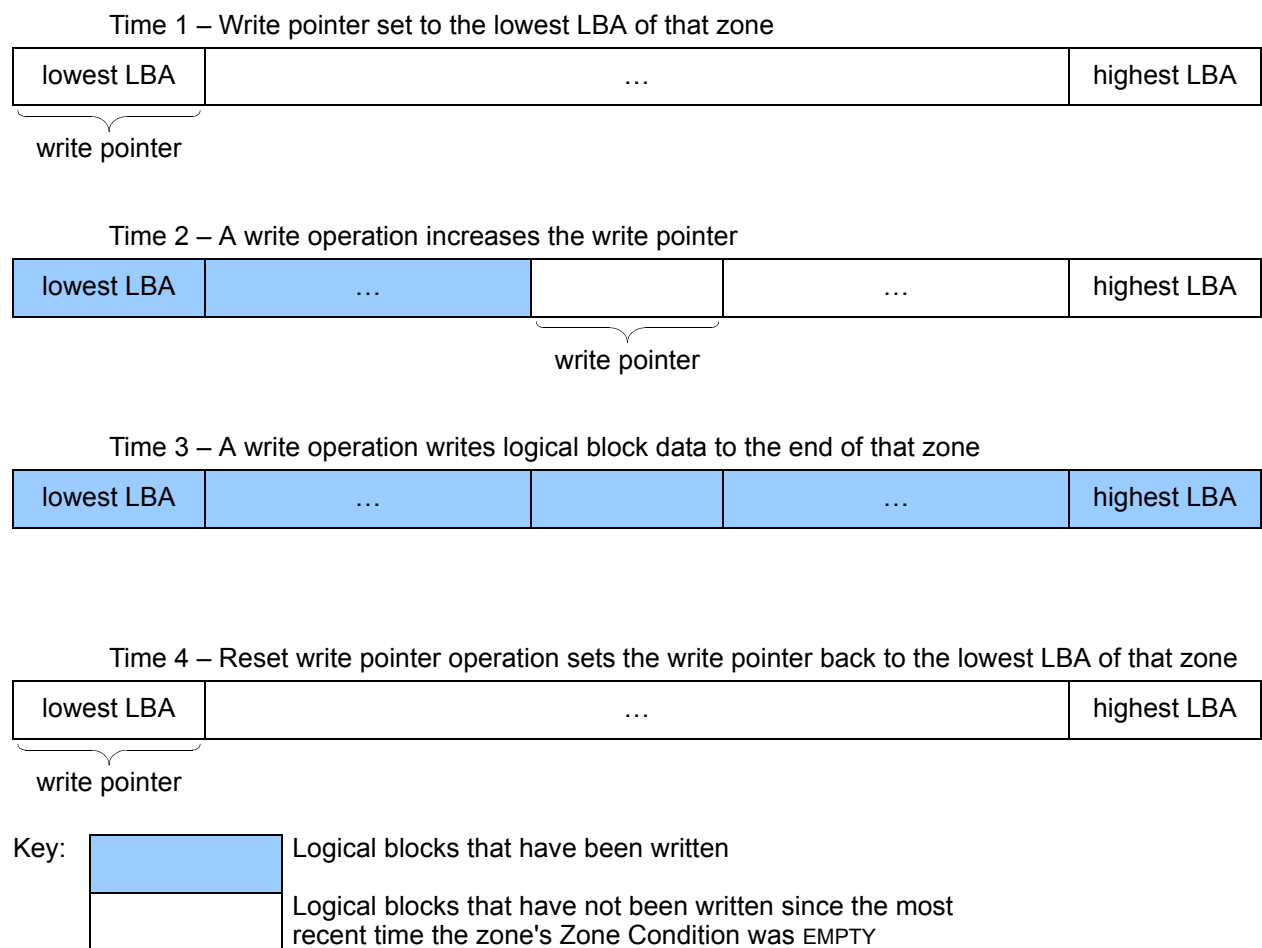 Time 1 – Write pointer set to the lowest LBA of that zone
lowest LBA … highest LBA
write pointer
Time 2 – A write operation increases the write pointer
lowest LBA … … highest LBA
write pointer
Time 3 – A write operation writes logical block data to the end of that zone
lowest LBA … … highest LBA
Time 4 – Reset write pointer operation sets the write pointer back to the lowest LBA of that zone
lowest LBA … highest LBA
write pointer
Key: Logical blocks that have been written
Logical blocks that have not been written since the most
recent time the zone's Zone Condition was EMPTY